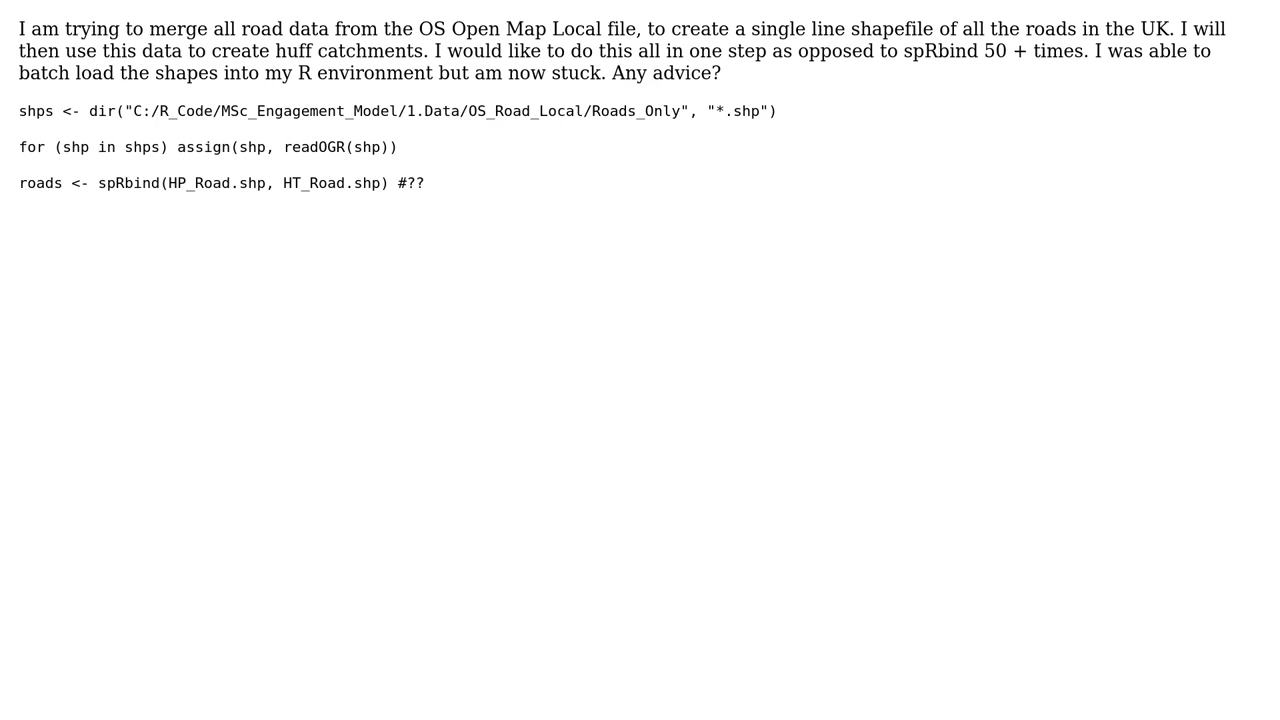 I am trying to merge all road data from the OS Open Map Local file, to create a single line shapefile of all the roads in the UK. I will
then use this data to create huff catchments. I would like to do this all in one step as opposed to spRbind 50 + times. I was able to
batch load the shapes into my R environment but am now stuck. Any advice?
shps <- dir("C:/R_Code/MSc_Engagement_Model/1.Data/OS_Road_Local/Roads_Only", "*.shp")
for (shp in shps) assign(shp, readOGR(shp))
roads <- spRbind(HP_Road.shp, HT_Road.shp) #??